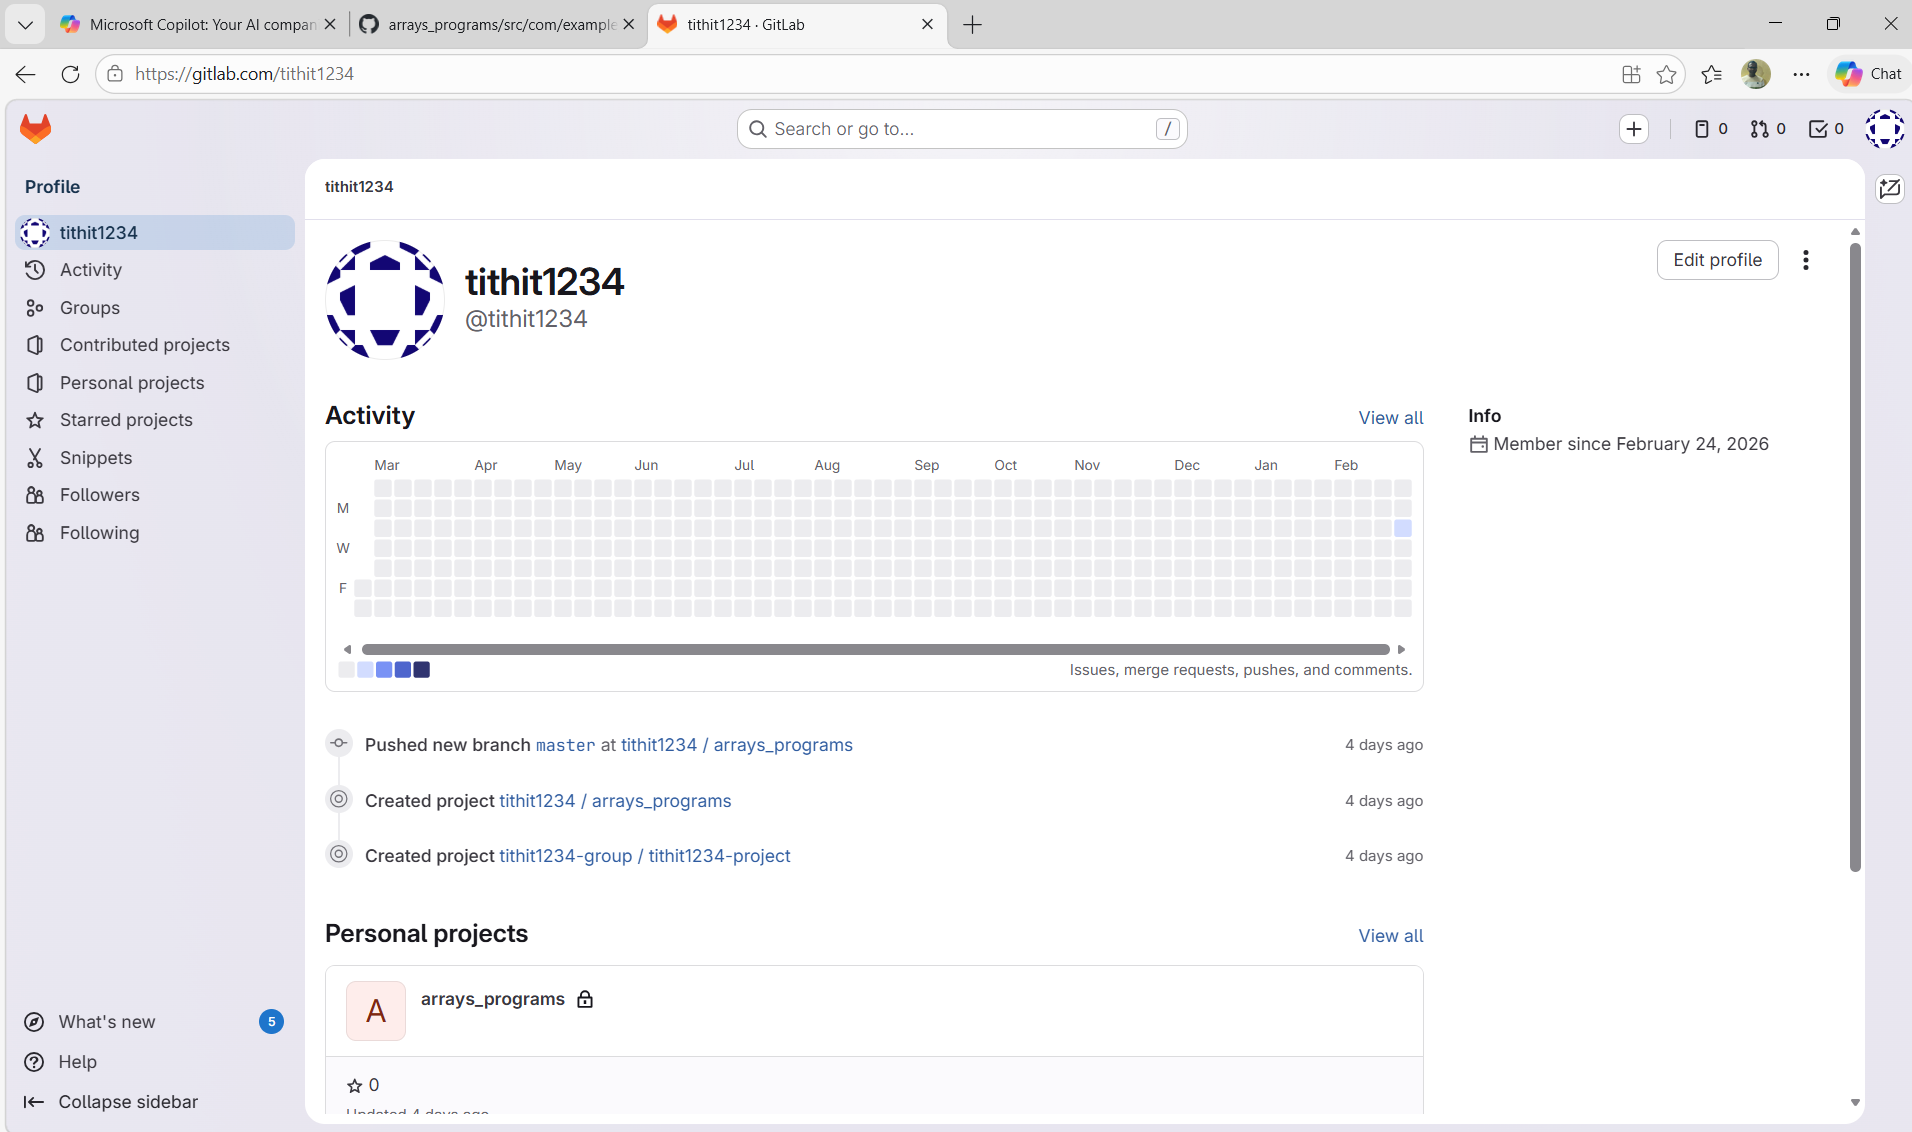 Microsoft Copilot: Your AI compan
arrays_programs/src/com/example
tithit1234 · GitLab
https://gitlab.com/tithit1234
Chat
Search or go to...
/
0
0
0
Profile
tithit1234
Activity
Groups
Contributed projects
Personal projects
Starred projects
Snippets
Followers
Following
What's new
5
Help
Collapse sidebar
tithit1234
tithit1234
@tithit1234
Edit profile
Activity
View all
Mar Apr May Jun Jul Aug Sep Oct Nov Dec Jan Feb
M
W
F
Issues, merge requests, pushes, and comments.
Pushed new branch master at tithit1234 / arrays_programs
4 days ago
Created project tithit1234 / arrays_programs
4 days ago
Created project tithit1234-group / tithit1234-project
4 days ago
Info
Member since February 24, 2026
Personal projects
View all
A
arrays_programs
0
Updated 4 days ago